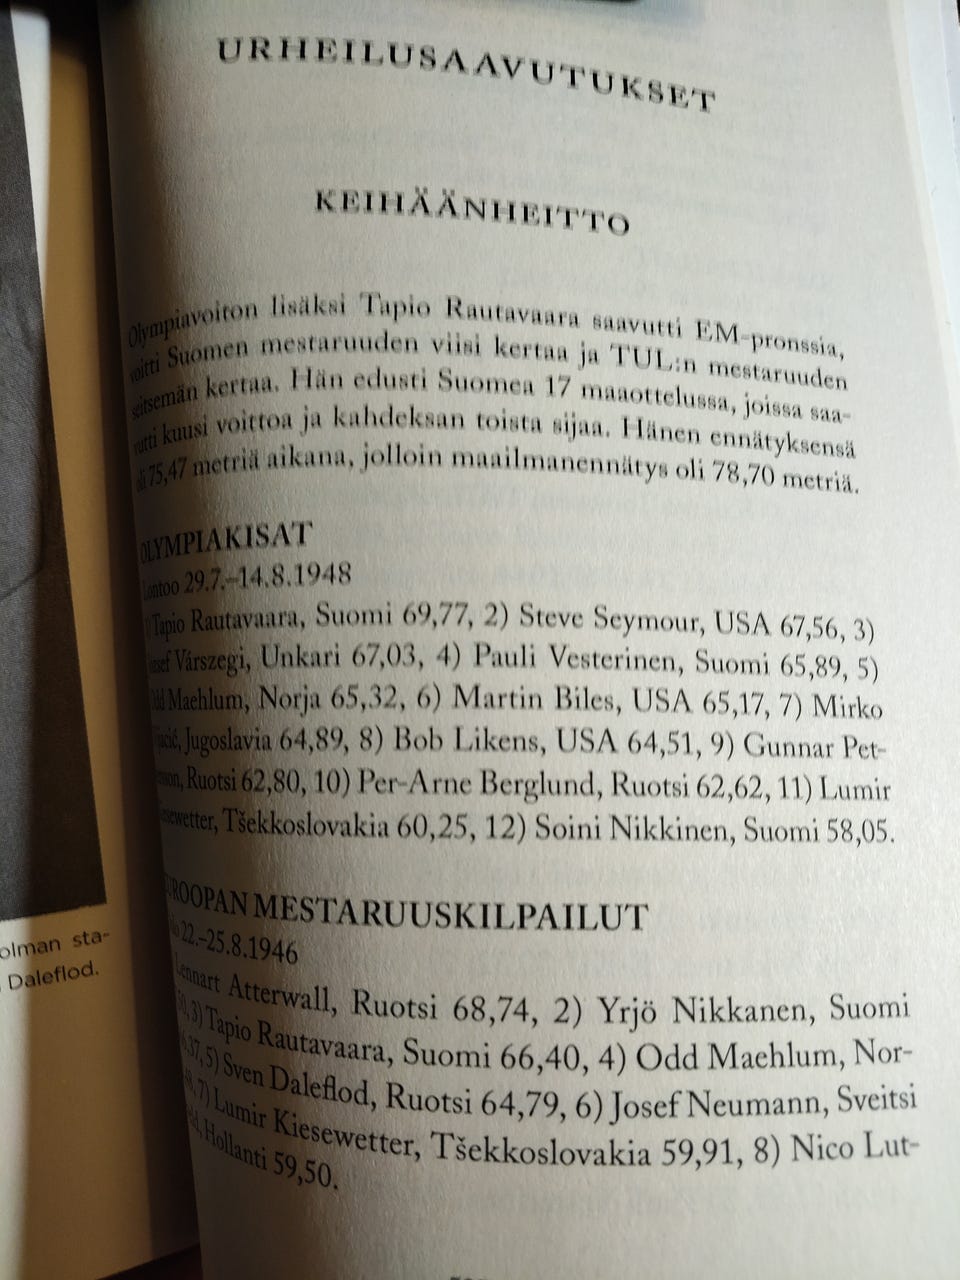 URHEILUSAAVUTUKSET
KEIHÄÄNHEITTO
Olympiavoiton lisäksi Tapio Rautavaara saavutti EM-pronssia,
voitti Suomen mestaruuden viisi kertaa ja TUL:n mestaruuden
seitsemän kertaa. Hän edusti Suomea 17 maaottelussa, joissa saa-
vutti kuusi voittoa ja kahdeksan toista sijaa. Hänen ennätyksensä
oli 75,47 metriä aikana, jolloin maailmanennätys oli 78,70 metriä.
OLYMPIAKISAT
Lontoo 29.7.–14.8.1948
1) Tapio Rautavaara, Suomi 69,77, 2) Steve Seymour, USA 67,56, 3)
József Várszegi, Unkari 67,03, 4) Pauli Vesterinen, Suomi 65,89, 5)
Odd Maehlum, Norja 65,32, 6) Martin Biles, USA 65,17, 7) Mirko
Jugoslavia 64,89, 8) Bob Likens, USA 64,51, 9) Gunnar Pet-
Ruotsi 62,80, 10) Per-Arne Berglund, Ruotsi 62,62, 11) Lumir
Kiesewetter, Tšekkoslovakia 60,25, 12) Soini Nikkinen, Suomi 58,05.
EUROOPAN MESTARUUSKILPAILUT
Oslo 22.–25.8.1946
Lennart Atterwall, Ruotsi 68,74, 2) Yrjö Nikkanen, Suomi
3) Tapio Rautavaara, Suomi 66,40, 4) Odd Maehlum, Nor-
5) Sven Daleflod, Ruotsi 64,79, 6) Josef Neumann, Sveitsi
7) Lumir Kiesewetter, Tšekkoslovakia 59,91, 8) Nico Lut-
Hollanti 59,50.
olman sta-
Daleflod.